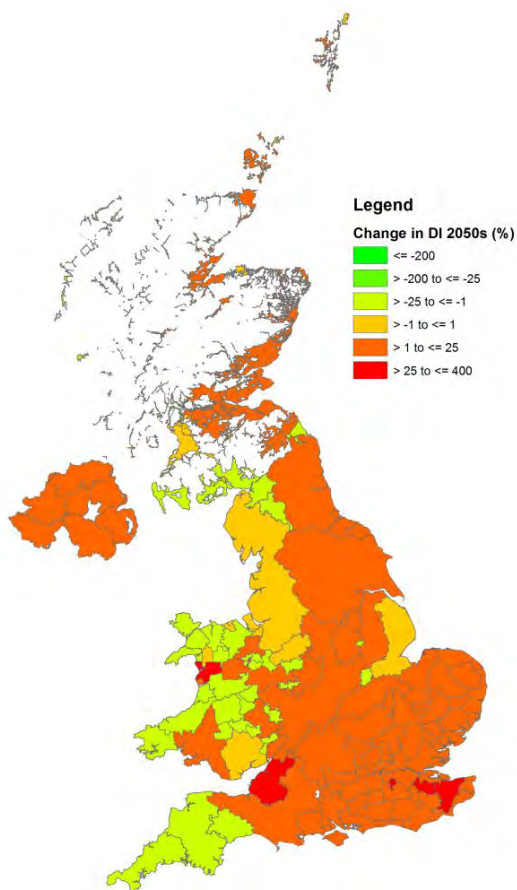 Legend
Change in DI 2050s (%)
<= -200
> -200 to <= -25
> -25 to <= -1
> -1 to <= 1
> 1 to <= 25
> 25 to <= 400